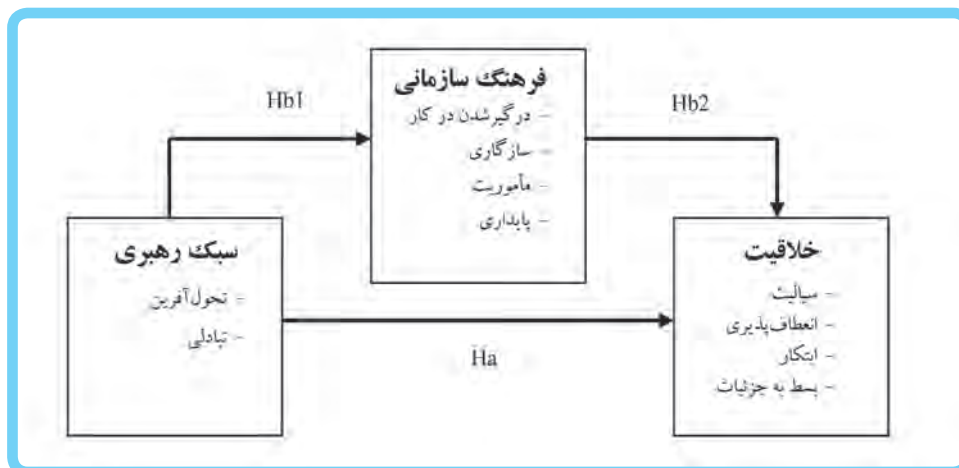 فرهنگ سازمانی
- درگیرشدن در کار
- سازگاری
- مأموریت
- پایداری
Hb1
Hb2
سبک رهبری
- تحول‌آفرین
- تبادلی
خلاقیت
- سیالیت
- انعطاف‌پذیری
- ابتکار
- بسط به جزئیات
Ha